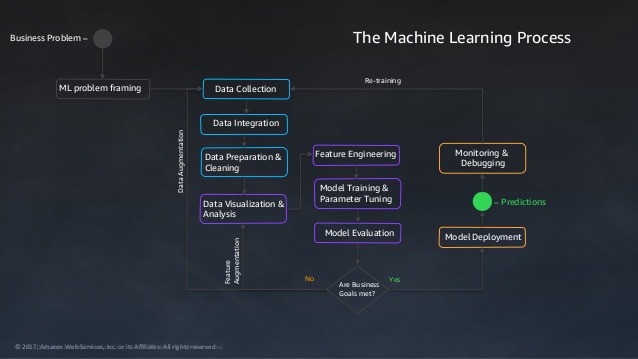 The Machine Learning Process
Business Problem –
ML problem framing
Re-training
Data Collection
Data Integration
Data Preparation &
Cleaning
Data Visualization &
Analysis
Data Augmentation
Feature
Augmentation
Feature Engineering
Model Training &
Parameter Tuning
Model Evaluation
Are Business
Goals met?
No
Yes
Monitoring &
Debugging
– Predictions
Model Deployment
© 2017, Amazon Web Services, Inc. or its Affiliates. All rights reserved.